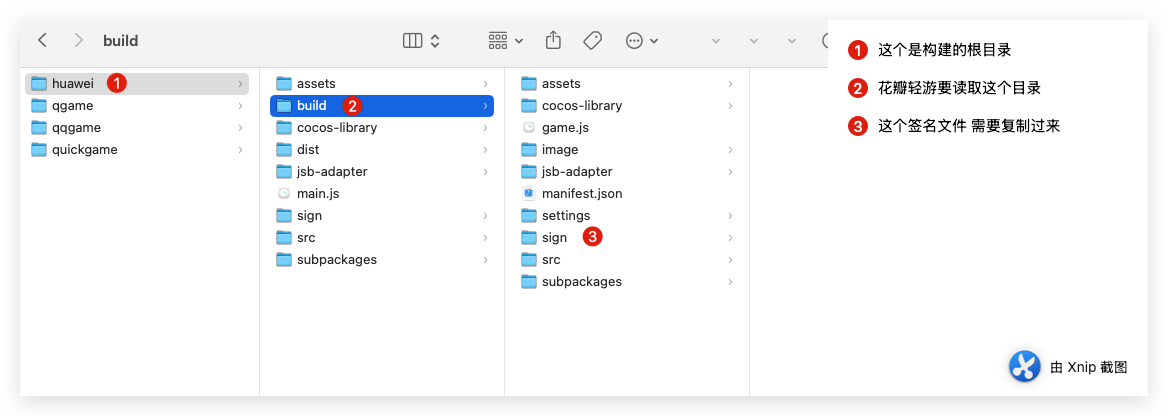 build
huawei 1
qgame
qqgame
quickgame
assets
build 2
cocos-library
dist
jsb-adapter
main.js
sign
src
subpackages
assets
cocos-library
game.js
image
jsb-adapter
manifest.json
settings
sign 3
src
subpackages
1 这个是构建的根目录
2 花瓣轻游要读取这个目录
3 这个签名文件 需要复制过来
由 Xnip 截图